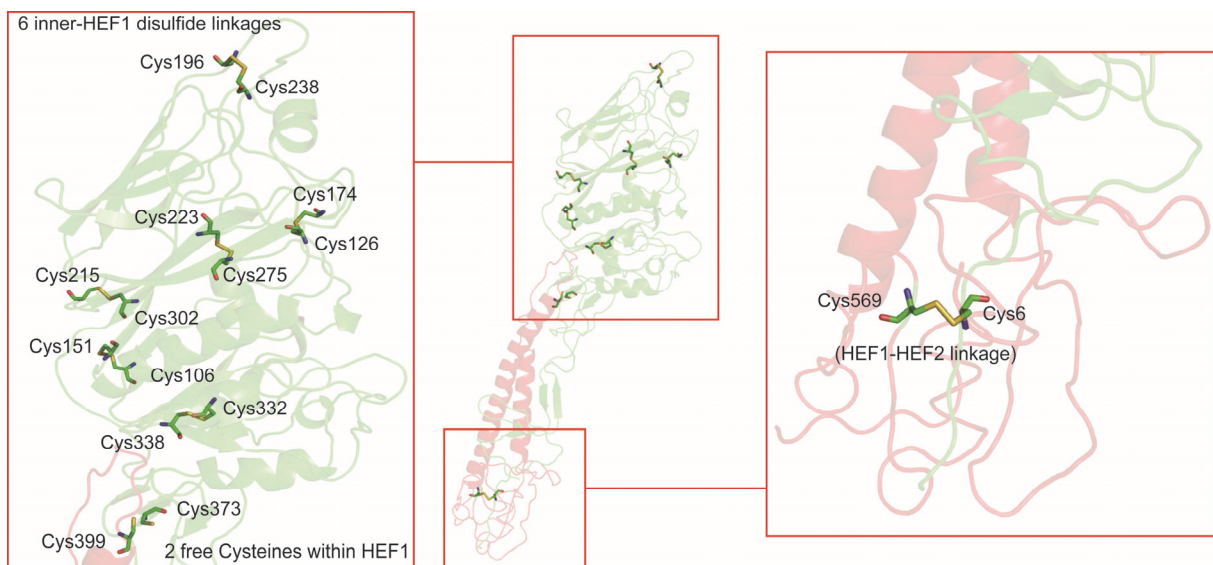 6 inner-HEF1 disulfide linkages
Cys196
Cys238
Cys174
Cys223
Cys126
Cys215
Cys275
Cys302
Cys151
Cys106
Cys332
Cys338
Cys373
Cys399
2 free Cysteines within HEF1
Cys569
Cys6
(HEF1-HEF2 linkage)